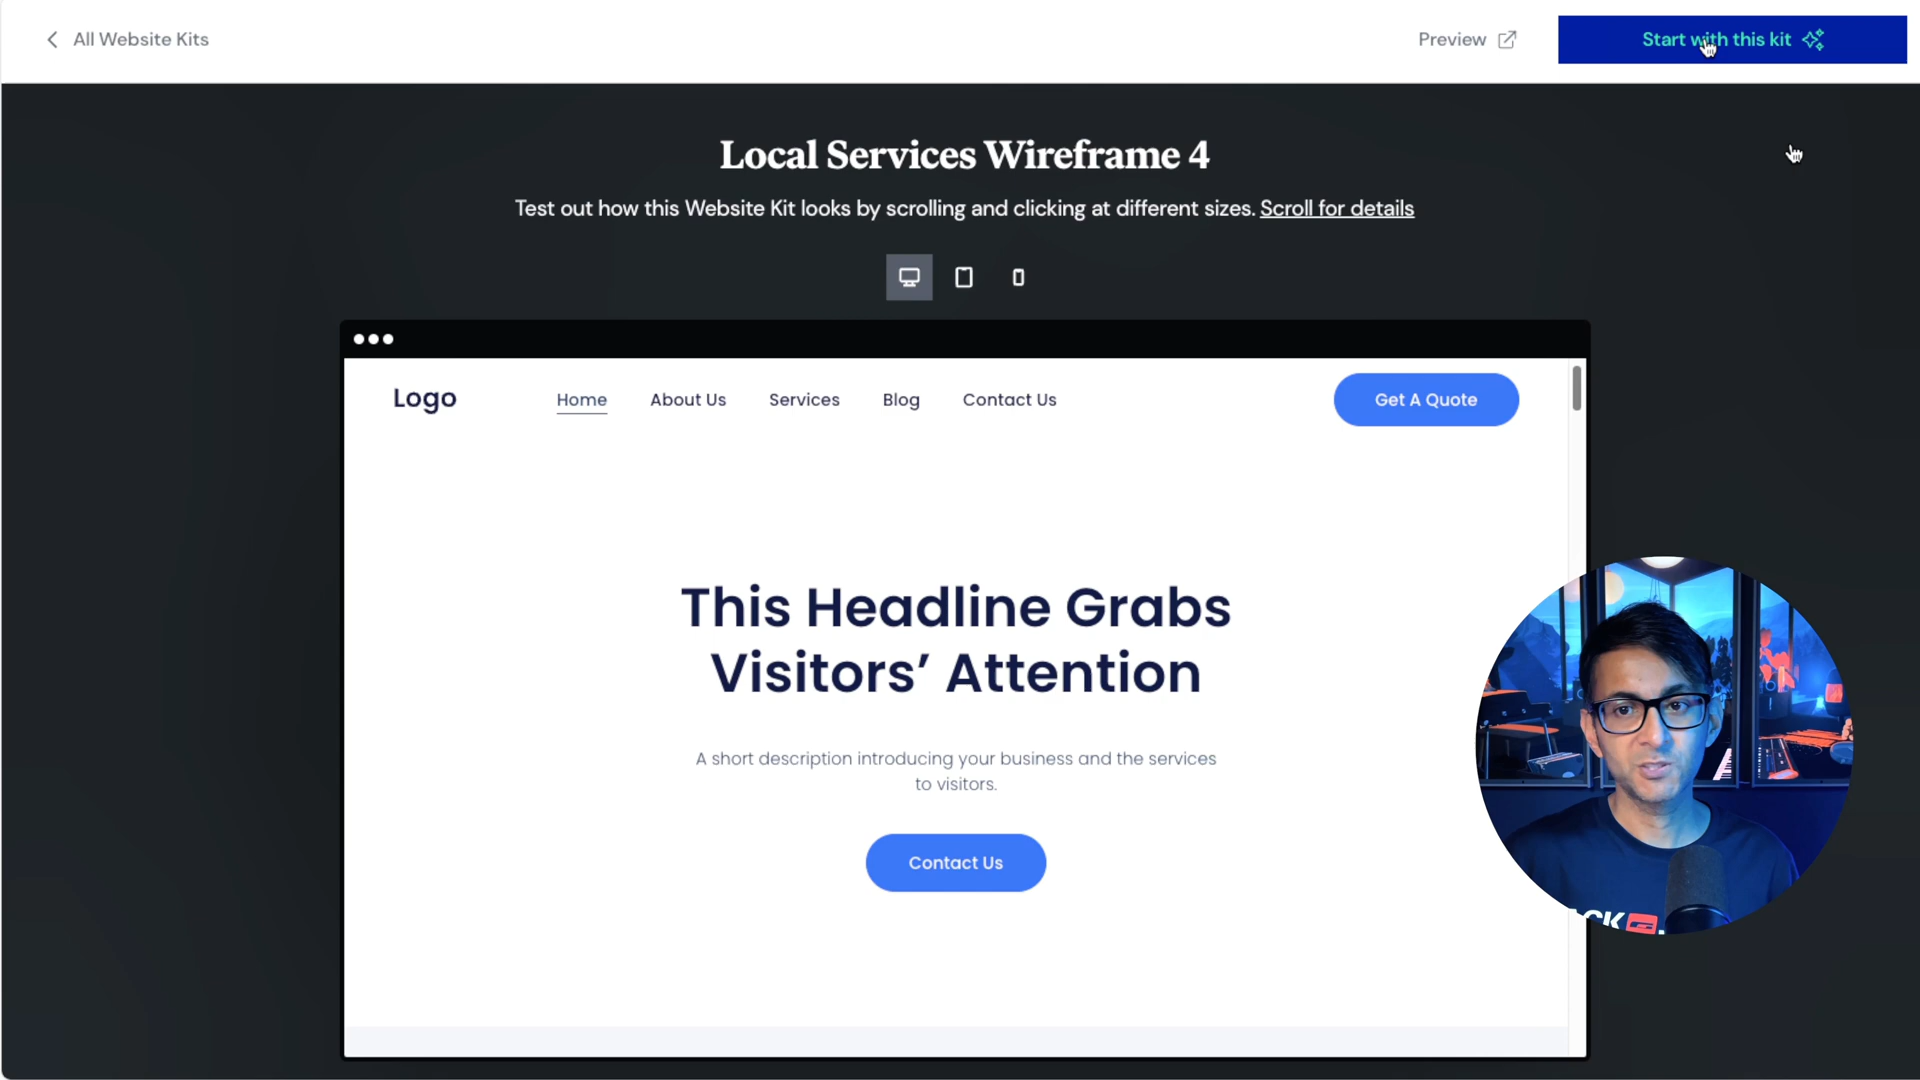 All Website Kits
Preview
Start with this kit
Local Services Wireframe 4
Test out how this Website Kit looks by scrolling and clicking at different sizes. Scroll for details
Logo
Home
About Us
Services
Blog
Contact Us
Get A Quote
This Headline Grabs
Visitors’ Attention
A short description introducing your business and the services
to visitors.
Contact Us